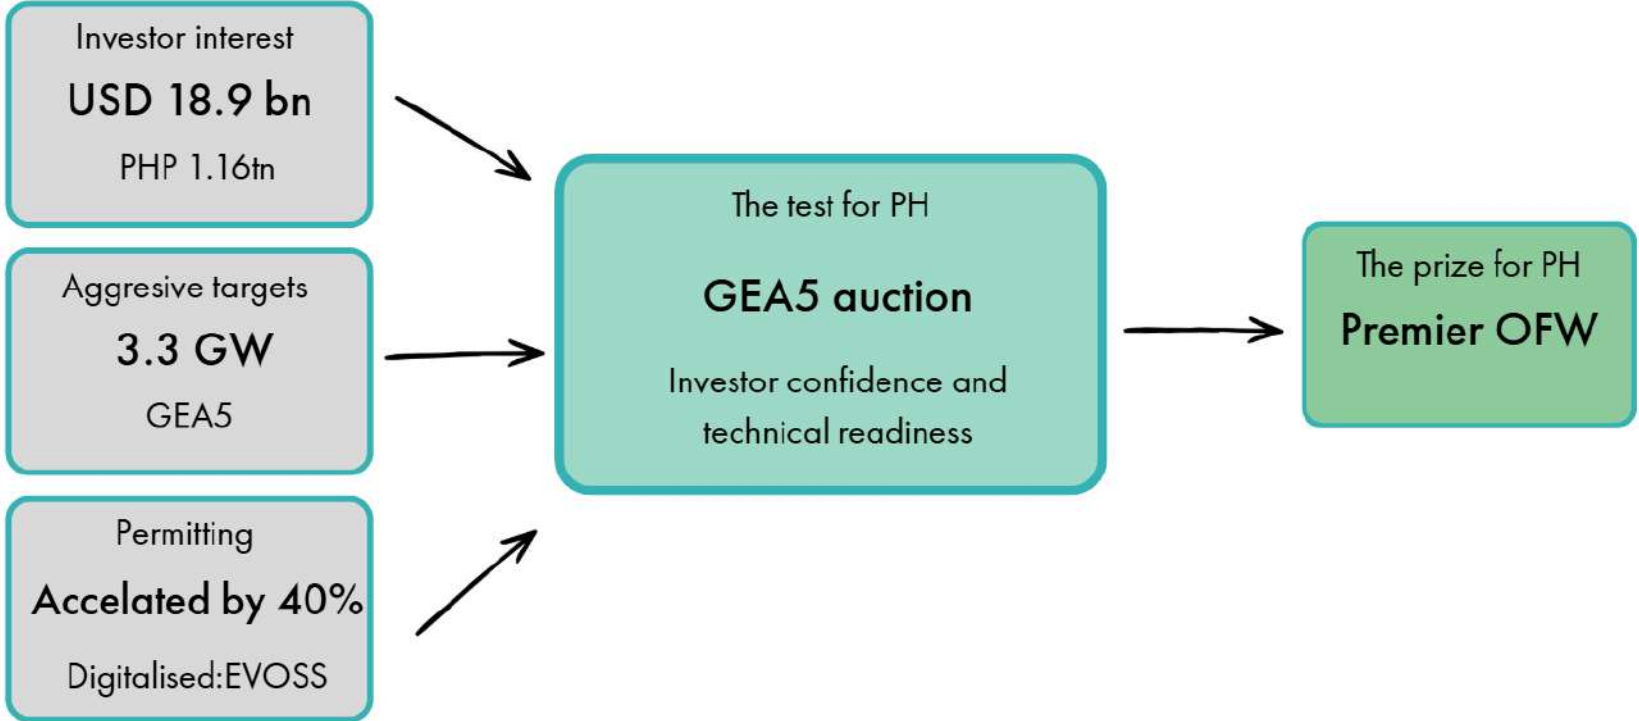 Investor interest
USD 18.9 bn
PHP 1.16tn
Aggresive targets
3.3 GW
GEA5
Permitting
Accelated by 40%
Digitalised:EVOSS
The test for PH
GEA5 auction
Investor confidence and
technical readiness
The prize for PH
Premier OFW